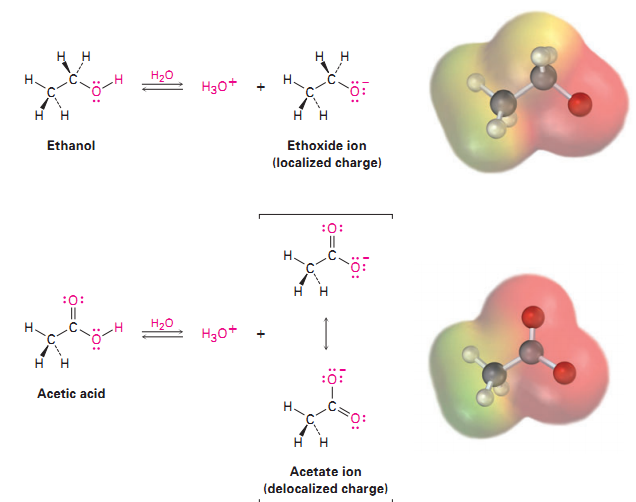 H H H
H C C Ö: H
H H
H₂O
H₃O⁺ +
H H
H C C :Ö:⁻
H H
Ethanol
Ethoxide ion
(localized charge)
:O:
H C C :Ö:⁻
H H
:O:
H C C Ö: H
H H
H₂O
H₃O⁺ +
Acetic acid
:Ö:⁻
H C C O:
H H
Acetate ion
(delocalized charge)